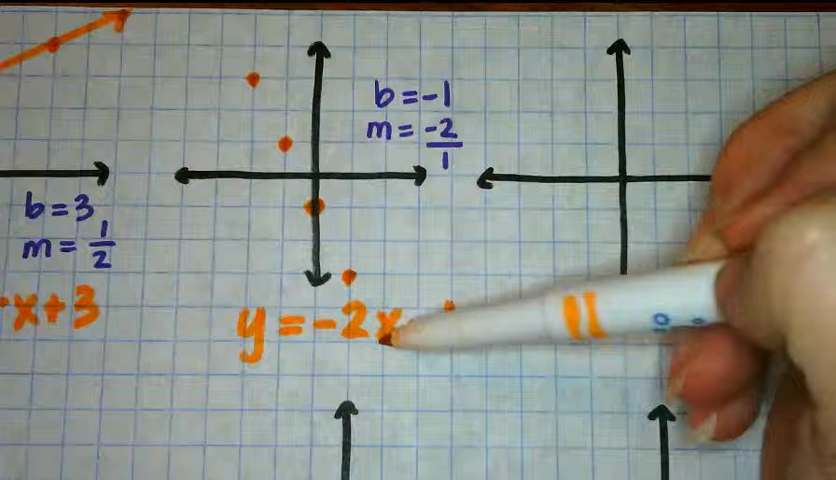 b = -1
m = -2
1
b = 3
m = 1
2
x + 3
y = -2x